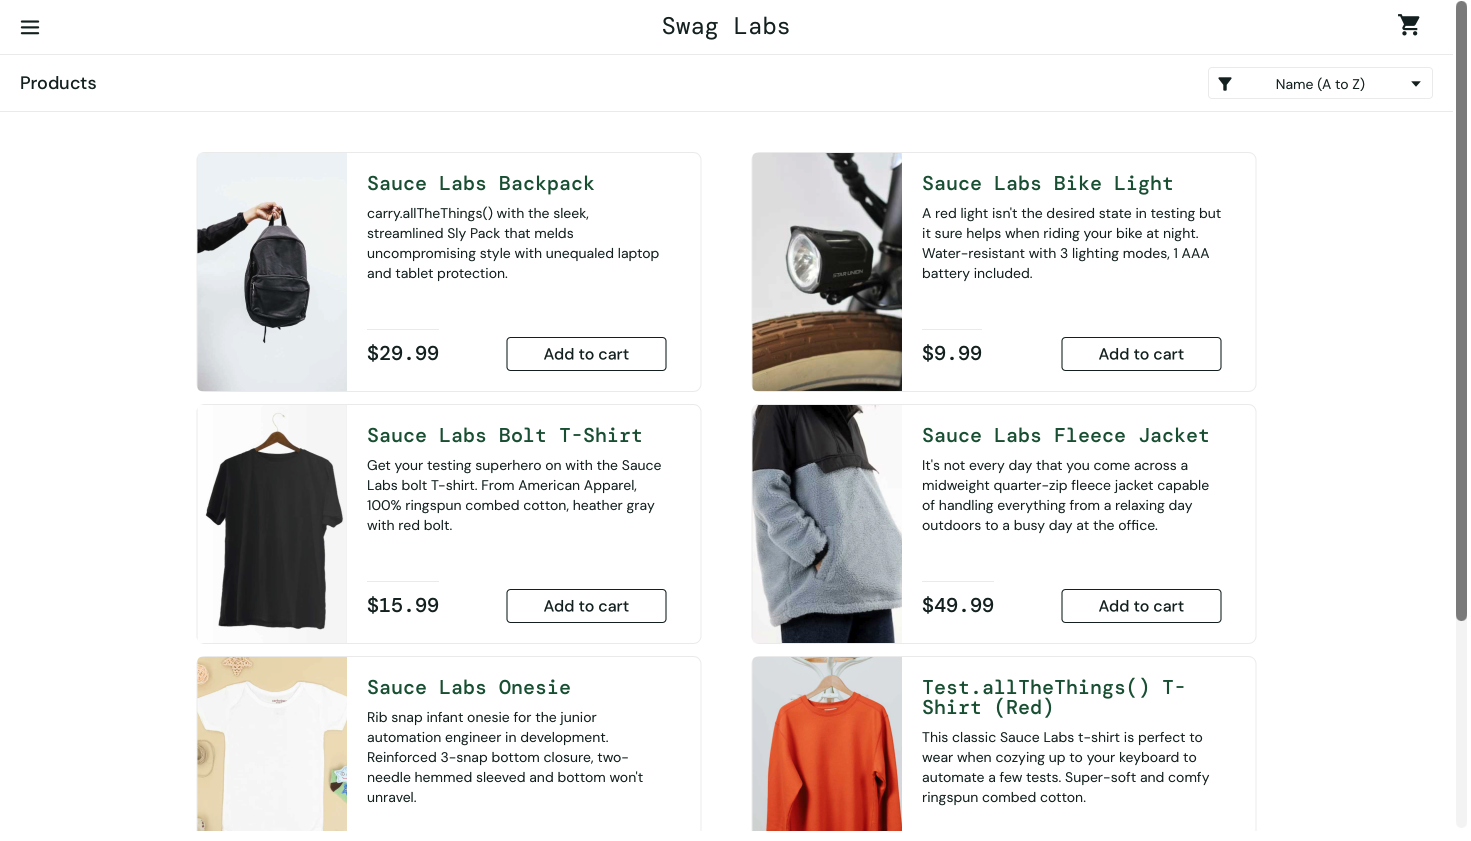 Swag Labs
Products
Name (A to Z)
Sauce Labs Backpack
carry.allTheThings() with the sleek,
streamlined Sly Pack that melds
uncompromising style with unequaled laptop
and tablet protection.
$29.99
Add to cart
Sauce Labs Bike Light
A red light isn't the desired state in testing but
it sure helps when riding your bike at night.
Water-resistant with 3 lighting modes, 1 AAA
battery included.
$9.99
Add to cart
STAR UNION
Sauce Labs Bolt T-Shirt
Get your testing superhero on with the Sauce
Labs bolt T-shirt. From American Apparel,
100% ringspun combed cotton, heather gray
with red bolt.
$15.99
Add to cart
Sauce Labs Fleece Jacket
It's not every day that you come across a
midweight quarter-zip fleece jacket capable
of handling everything from a relaxing day
outdoors to a busy day at the office.
$49.99
Add to cart
Sauce Labs Onesie
Rib snap infant onesie for the junior
automation engineer in development.
Reinforced 3-snap bottom closure, two-
needle hemmed sleeved and bottom won't
unravel.
Test.allTheThings() T-
Shirt (Red)
This classic Sauce Labs t-shirt is perfect to
wear when cozying up to your keyboard to
automate a few tests. Super-soft and comfy
ringspun combed cotton.